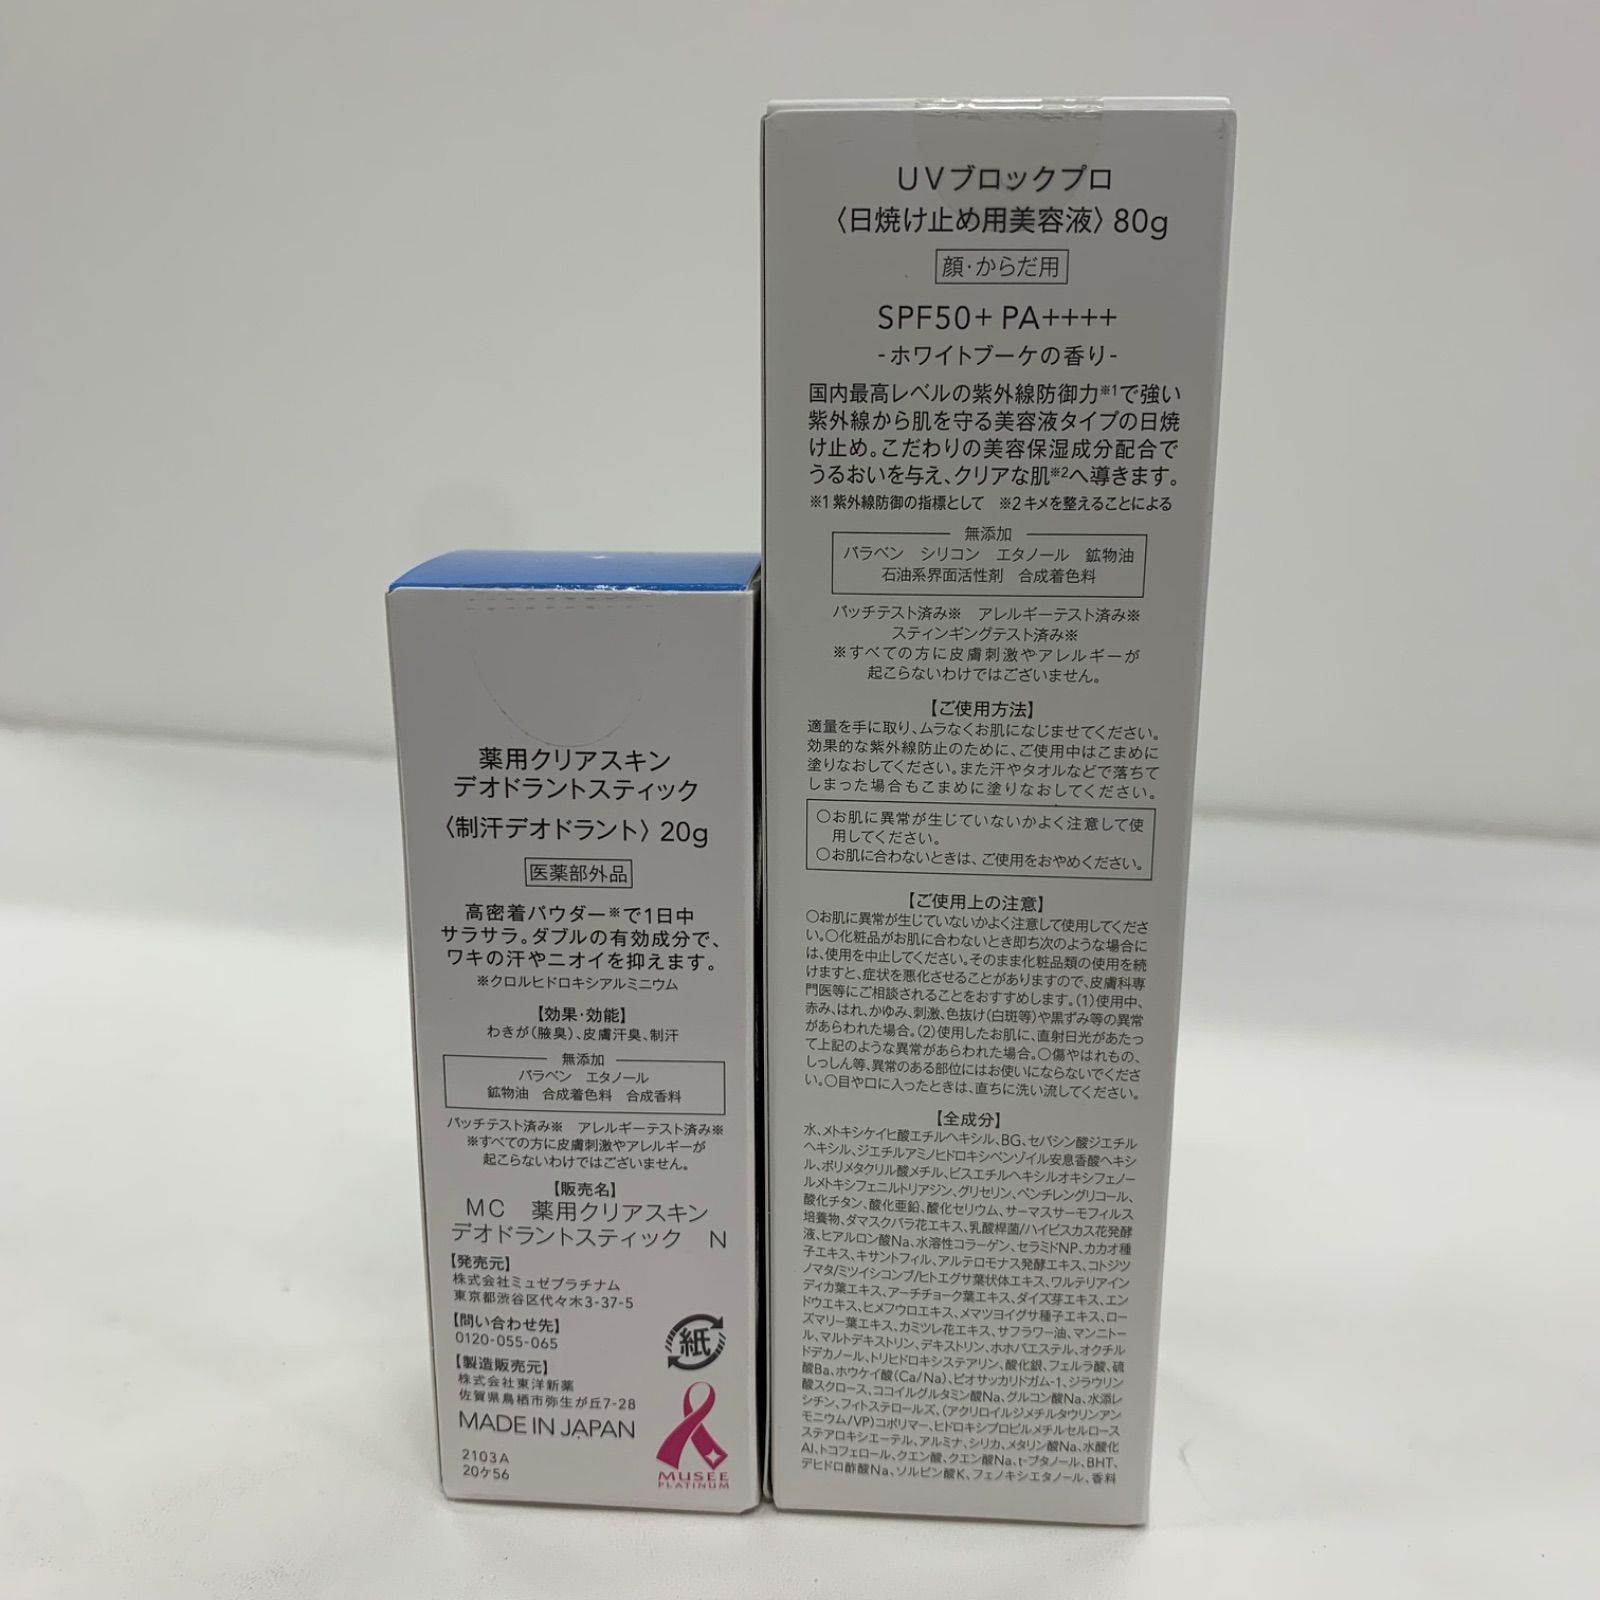 薬用クリアスキン
デオドラントスティック
〈制汗デオドラント〉20g
医薬部外品
高密着パウダー※で1日中
サラサラ。ダブルの有効成分で、
ワキの汗やニオイを抑えます。
※クロルヒドロキシアルミニウム
【効果・効能】
わきが(腋臭)、皮膚汗臭、制汗
無添加
パラベン エタノール
鉱物油 合成着色料 合成香料
パッチテスト済み※ アレルギーテスト済み※
※すべての方に皮膚刺激やアレルギーが
起こらないわけではございません。
【販売名】
MC 薬用クリアスキン
デオドラントスティック N
【発売元】
株式会社ミュゼプラチナム
東京都渋谷区代々木3-37-5
【問い合わせ先】
0120-055-065
【製造販売元】
株式会社東洋新薬
佐賀県鳥栖市弥生が丘7-28
MADE IN JAPAN
2103A
20ケ56
紙
MUSEE
PLATINUM
UVブロックプロ
〈日焼け止め用美容液〉80g
顔・からだ用
SPF50+ PA++++
-ホワイトブーケの香り-
国内最高レベルの紫外線防御力※1で強い
紫外線から肌を守る美容液タイプの日焼
け止め。こだわりの美容保湿成分配合で
うるおいを与え、クリアな肌※2へ導きます。
※1 紫外線防御の指標として ※2 キメを整えることによる
無添加
パラベン シリコン エタノール 鉱物油
石油系界面活性剤 合成着色料
パッチテスト済み※ アレルギーテスト済み※
スティンギングテスト済み※
※すべての方に皮膚刺激やアレルギーが
起こらないわけではございません。
【ご使用方法】
適量を手に取り、ムラなくお肌になじませてください。
効果的な紫外線防止のために、ご使用中はこまめに
塗りなおしてください。また汗やタオルなどで落ちて
しまった場合もこまめに塗りなおしてください。
○お肌に異常が生じていないかよく注意して使
用してください。
○お肌に合わないときは、ご使用をおやめください。
【ご使用上の注意】
○お肌に異常が生じていないかよく注意して使用してくださ
い。○化粧品がお肌に合わないとき即ち次のような場合に
は、使用を中止してください。そのまま化粧品類の使用を続
けますと、症状を悪化させることがありますので、皮膚科専
門医等にご相談されることをおすすめします。(1)使用中、
赤み、はれ、かゆみ、刺激、色抜け(白斑等)や黒ずみ等の異常
があらわれた場合。(2)使用したお肌に、直射日光があたっ
て上記のような異常があらわれた場合。○傷やはれもの、
しっしん等、異常のある部位にはお使いにならないでくださ
い。○目や口に入ったときは、直ちに洗い流してください。
【全成分】
水、メトキシケイヒ酸エチルヘキシル、BG、セバシン酸ジエチル
ヘキシル、ジエチルアミノヒドロキシベンゾイル安息香酸ヘキシ
ル、ポリメタクリル酸メチル、ビスエチルヘキシルオキシフェノー
ルメトキシフェニルトリアジン、グリセリン、ペンチレングリコール、
酸化チタン、酸化亜鉛、酸化セリウム、サーマスサーモフィルス
培養物、ダマスクバラ花エキス、乳酸桿菌/ハイビスカス花発酵
液、ヒアルロン酸Na、水溶性コラーゲン、セラミドNP、カカオ種
子エキス、キサントフィル、アルテロモナス発酵エキス、コトジツ
ノマタ/ミツイシコンブ/ヒトエグサ葉状体エキス、ワルテリアイン
ディカ葉エキス、アーチチョーク葉エキス、ダイズ芽エキス、エン
ドウエキス、ヒメフウロエキス、メマツヨイグサ種子エキス、ロー
ズマリー葉エキス、カミツレ花エキス、サフラワー油、マンニトー
ル、マルトデキストリン、デキストリン、ホホバエステル、オクチル
ドデカノール、トリヒドロキシステアリン、酸化銀、フェルラ酸、硫
酸Ba、ホウケイ酸(Ca/Na)、ビオサッカリドガム-1、ジラウリン
酸スクロース、ココイルグルタミン酸Na、グルコン酸Na、水添レ
シチン、フィトステロールズ、(アクリロイルジメチルタウリンアン
モニウム/VP)コポリマー、ヒドロキシプロピルメチルセルロース
ステアロキシエーテル、アルミナ、シリカ、メタリン酸Na、水酸化
Al、トコフェロール、クエン酸、クエン酸Na、t-ブタノール、BHT、
デヒドロ酢酸Na、ソルビン酸K、フェノキシエタノール、香料